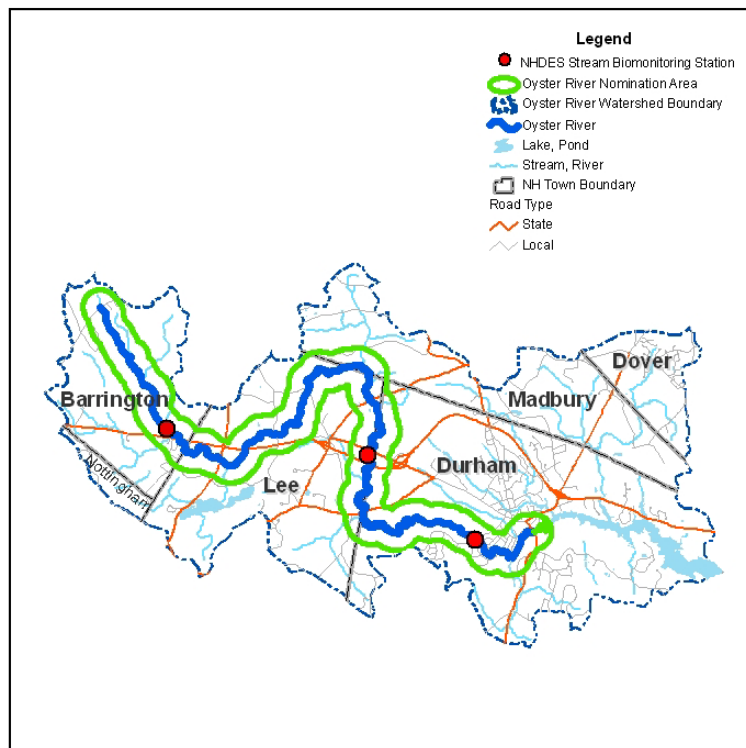 Legend
NHDES Stream Biomonitoring Station
Oyster River Nomination Area
Oyster River Watershed Boundary
Oyster River
Lake, Pond
Stream, River
NH Town Boundary
Road Type
State
Local
Dover
Barrington
Madbury
Durham
Nottingham
Lee